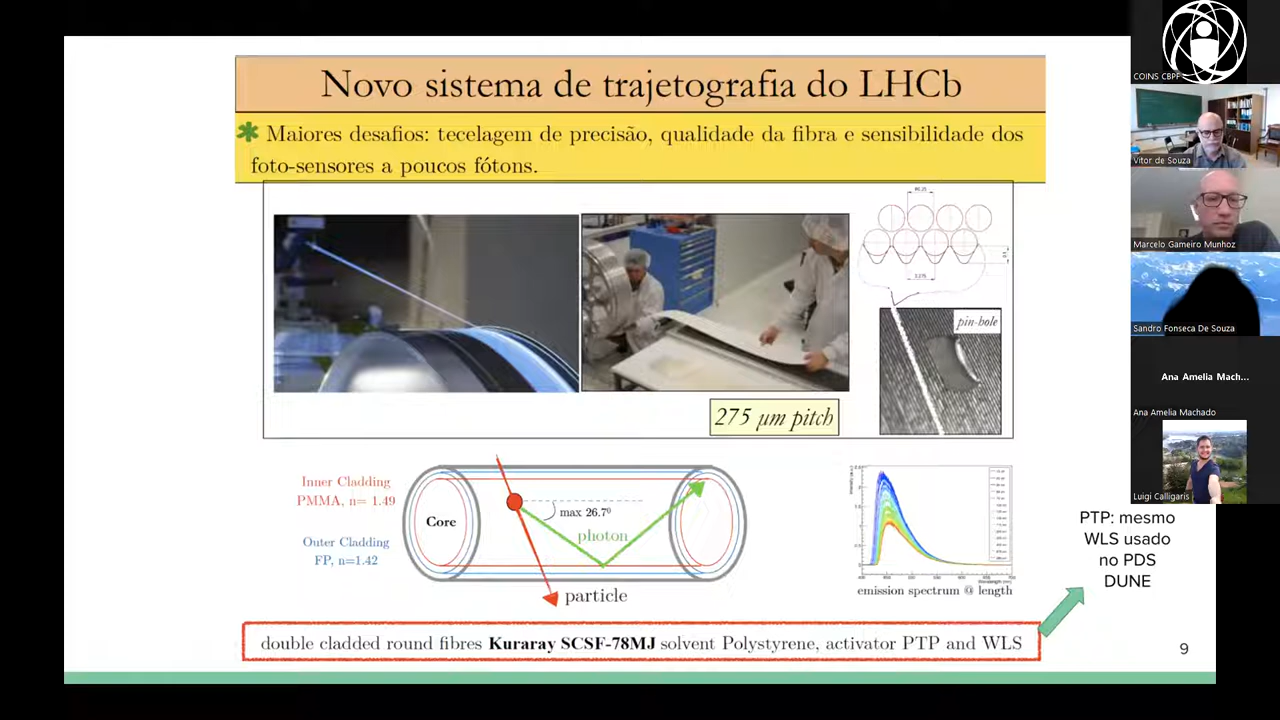 Novo sistema de trajetografia do LHCb
✱ Maiores desafios: tecelagem de precisão, qualidade da fibra e sensibilidade dos
foto-sensores a poucos fótons.
pin-hole
275 µm pitch
Inner Cladding
PMMA, n= 1.49
Outer Cladding
FP, n=1.42
Core
max 26.7⁰
photon
particle
emission spectrum @ length
PTP: mesmo
WLS usado
no PDS
DUNE
double cladded round fibres Kuraray SCSF-78MJ solvent Polystyrene, activator PTP and WLS
9
COINS CBPF
Vitor de Souza
Marcelo Gameiro Munhoz
Sandro Fonseca De Souza
Ana Amelia Mach...
Ana Amelia Machado
Luigi Calligaris